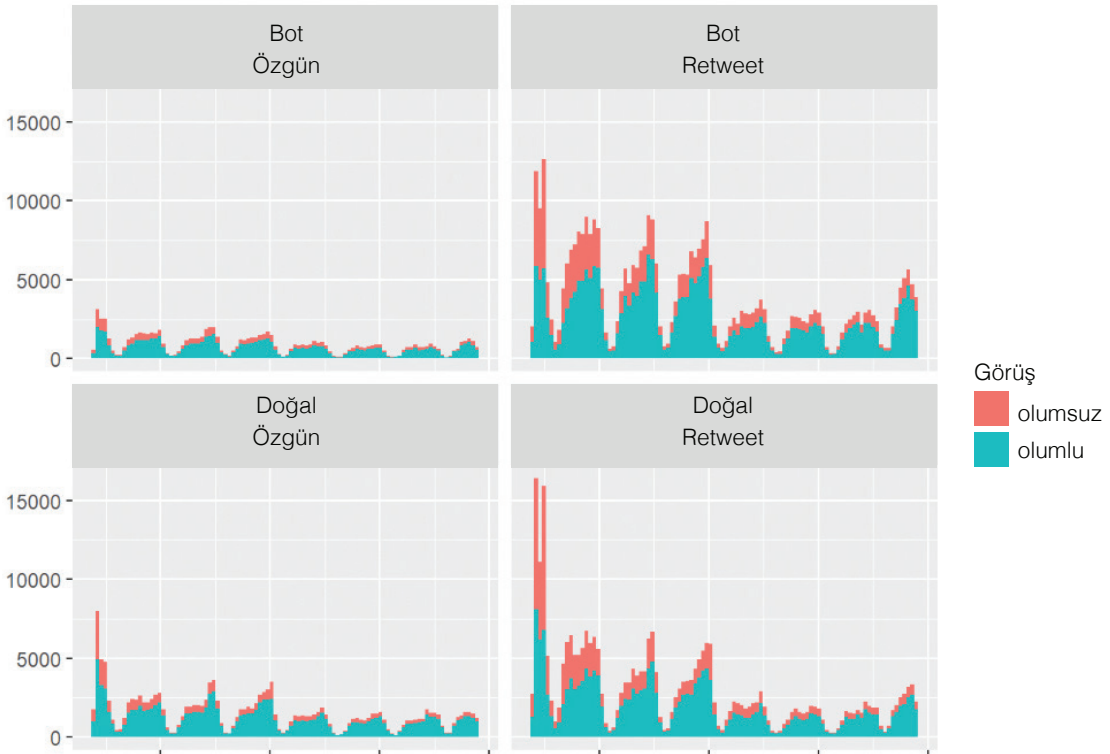 Bot
Özgün
Bot
Retweet
15000
10000
5000
0
Doğal
Özgün
Doğal
Retweet
15000
10000
5000
0
Görüş
olumsuz
olumlu